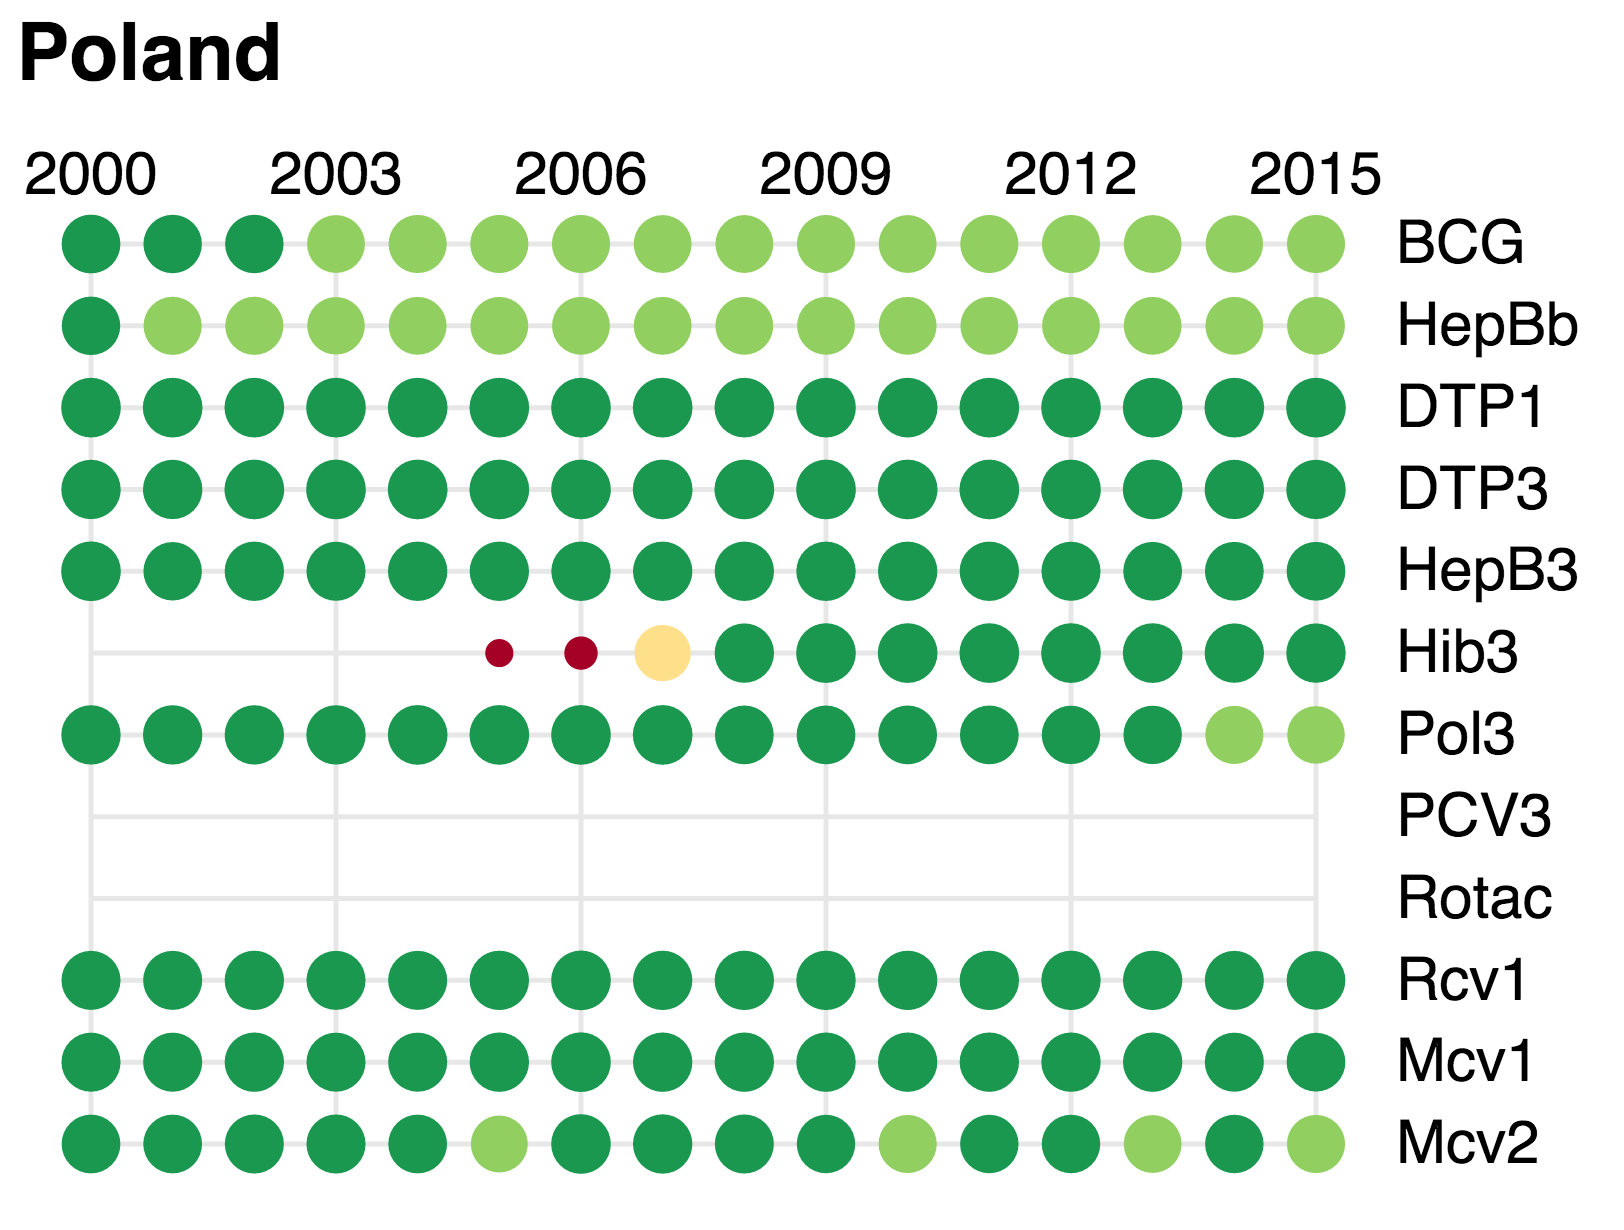 Poland
2000 2003 2006 2009 2012 2015
BCG
HepBb
DTP1
DTP3
HepB3
Hib3
Pol3
PCV3
Rotac
Rcv1
Mcv1
Mcv2